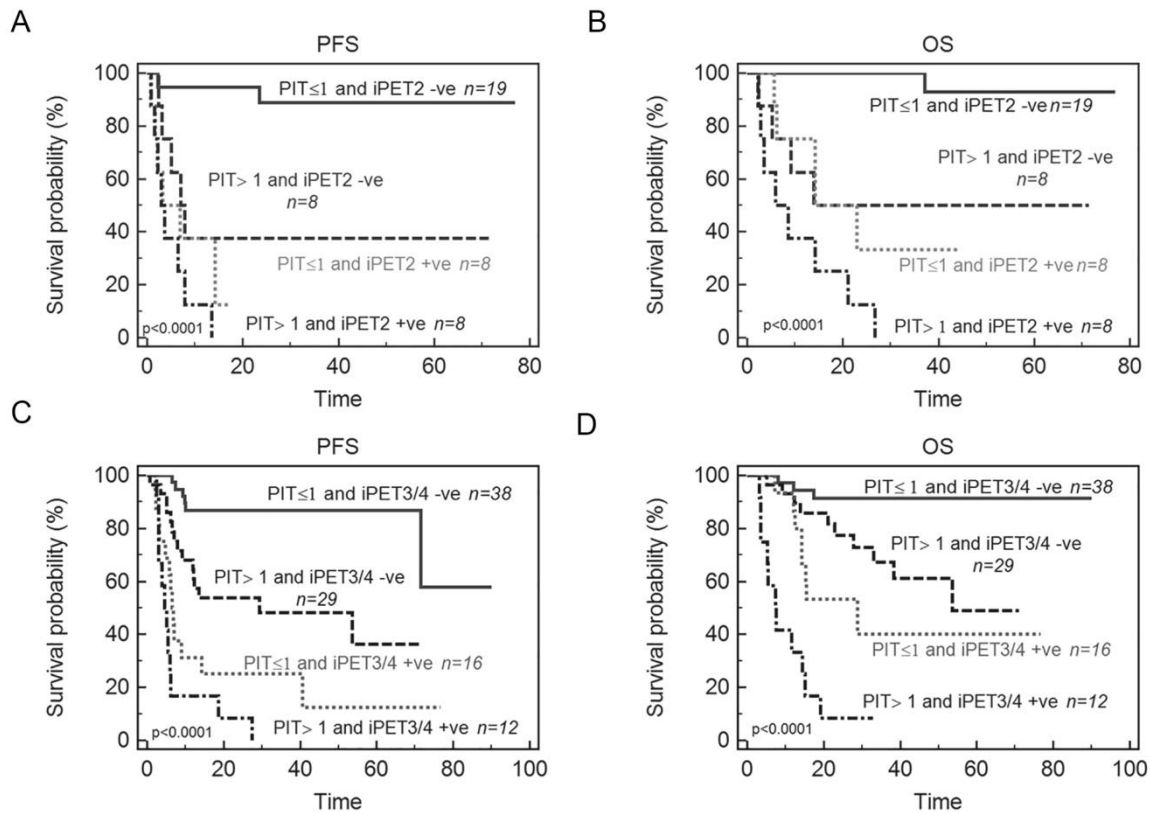 A
PFS
Survival probability (%)
100
80
60
40
20
0
PIT≤1 and iPET2 -ve n=19
PIT> 1 and iPET2 -ve
n=8
PIT≤1 and iPET2 +ve n=8
PIT> 1 and iPET2 +ve n=8
p<0.0001
0 20 40 60 80
Time
B
OS
Survival probability (%)
100
80
60
40
20
0
PIT≤1 and iPET2 -ve n=19
PIT> 1 and iPET2 -ve
n=8
PIT≤1 and iPET2 +ve n=8
PIT> 1 and iPET2 +ve n=8
p<0.0001
0 20 40 60 80
Time
C
PFS
Survival probability (%)
100
80
60
40
20
0
PIT≤1 and iPET3/4 -ve n=38
PIT> 1 and iPET3/4 -ve
n=29
PIT≤1 and iPET3/4 +ve n=16
PIT> 1 and iPET3/4 +ve n=12
p<0.0001
0 20 40 60 80 100
Time
D
OS
Survival probability (%)
100
80
60
40
20
0
PIT≤1 and iPET3/4 -ve n=38
PIT> 1 and iPET3/4 -ve
n=29
PIT≤1 and iPET3/4 +ve n=16
PIT> 1 and iPET3/4 +ve n=12
p<0.0001
0 20 40 60 80 100
Time